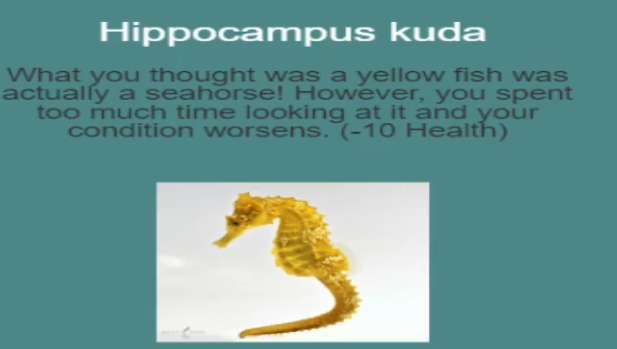 Hippocampus kuda
What you thought was a yellow fish was
actually a seahorse! However, you spent
too much time looking at it and your
condition worsens. (-10 Health)